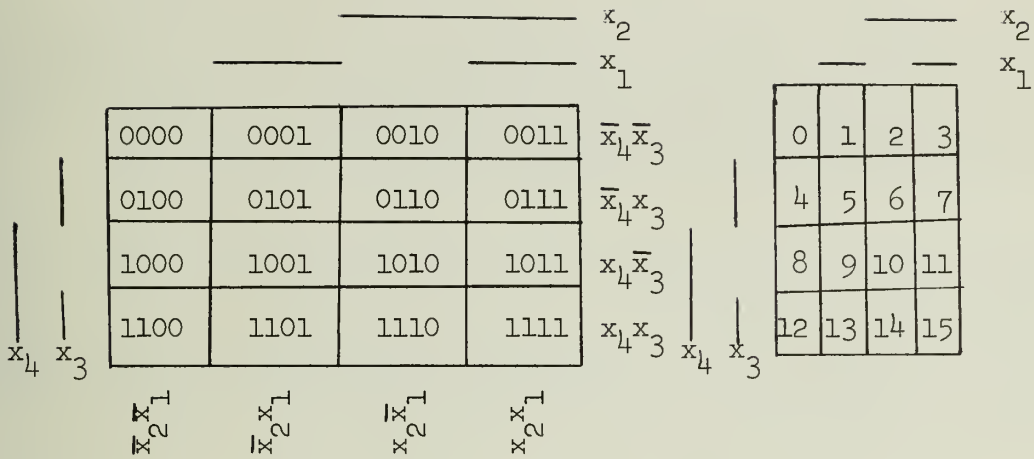 x₂ x₂
x₁ x₁
0000 0001 0010 0011 x̅₄x̅₃ 0 1 2 3
0100 0101 0110 0111 x̅₄x₃ 4 5 6 7
1000 1001 1010 1011 x₄x̅₃ 8 9 10 11
1100 1101 1110 1111 x₄x₃ 12 13 14 15
x₄ x₃ x₄ x₃
x̅₂x̅₁ x̅₂x₁ x₂x̅₁ x₂x₁